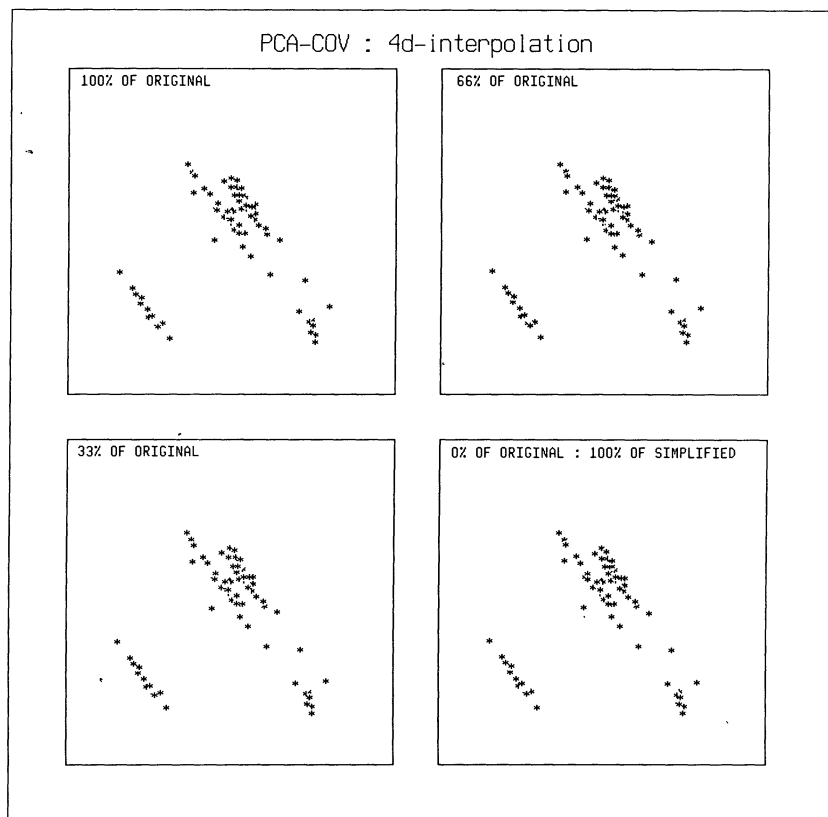 PCA-COV : 4d-interpolation
100% OF ORIGINAL
66% OF ORIGINAL
33% OF ORIGINAL
0% OF ORIGINAL : 100% OF SIMPLIFIED